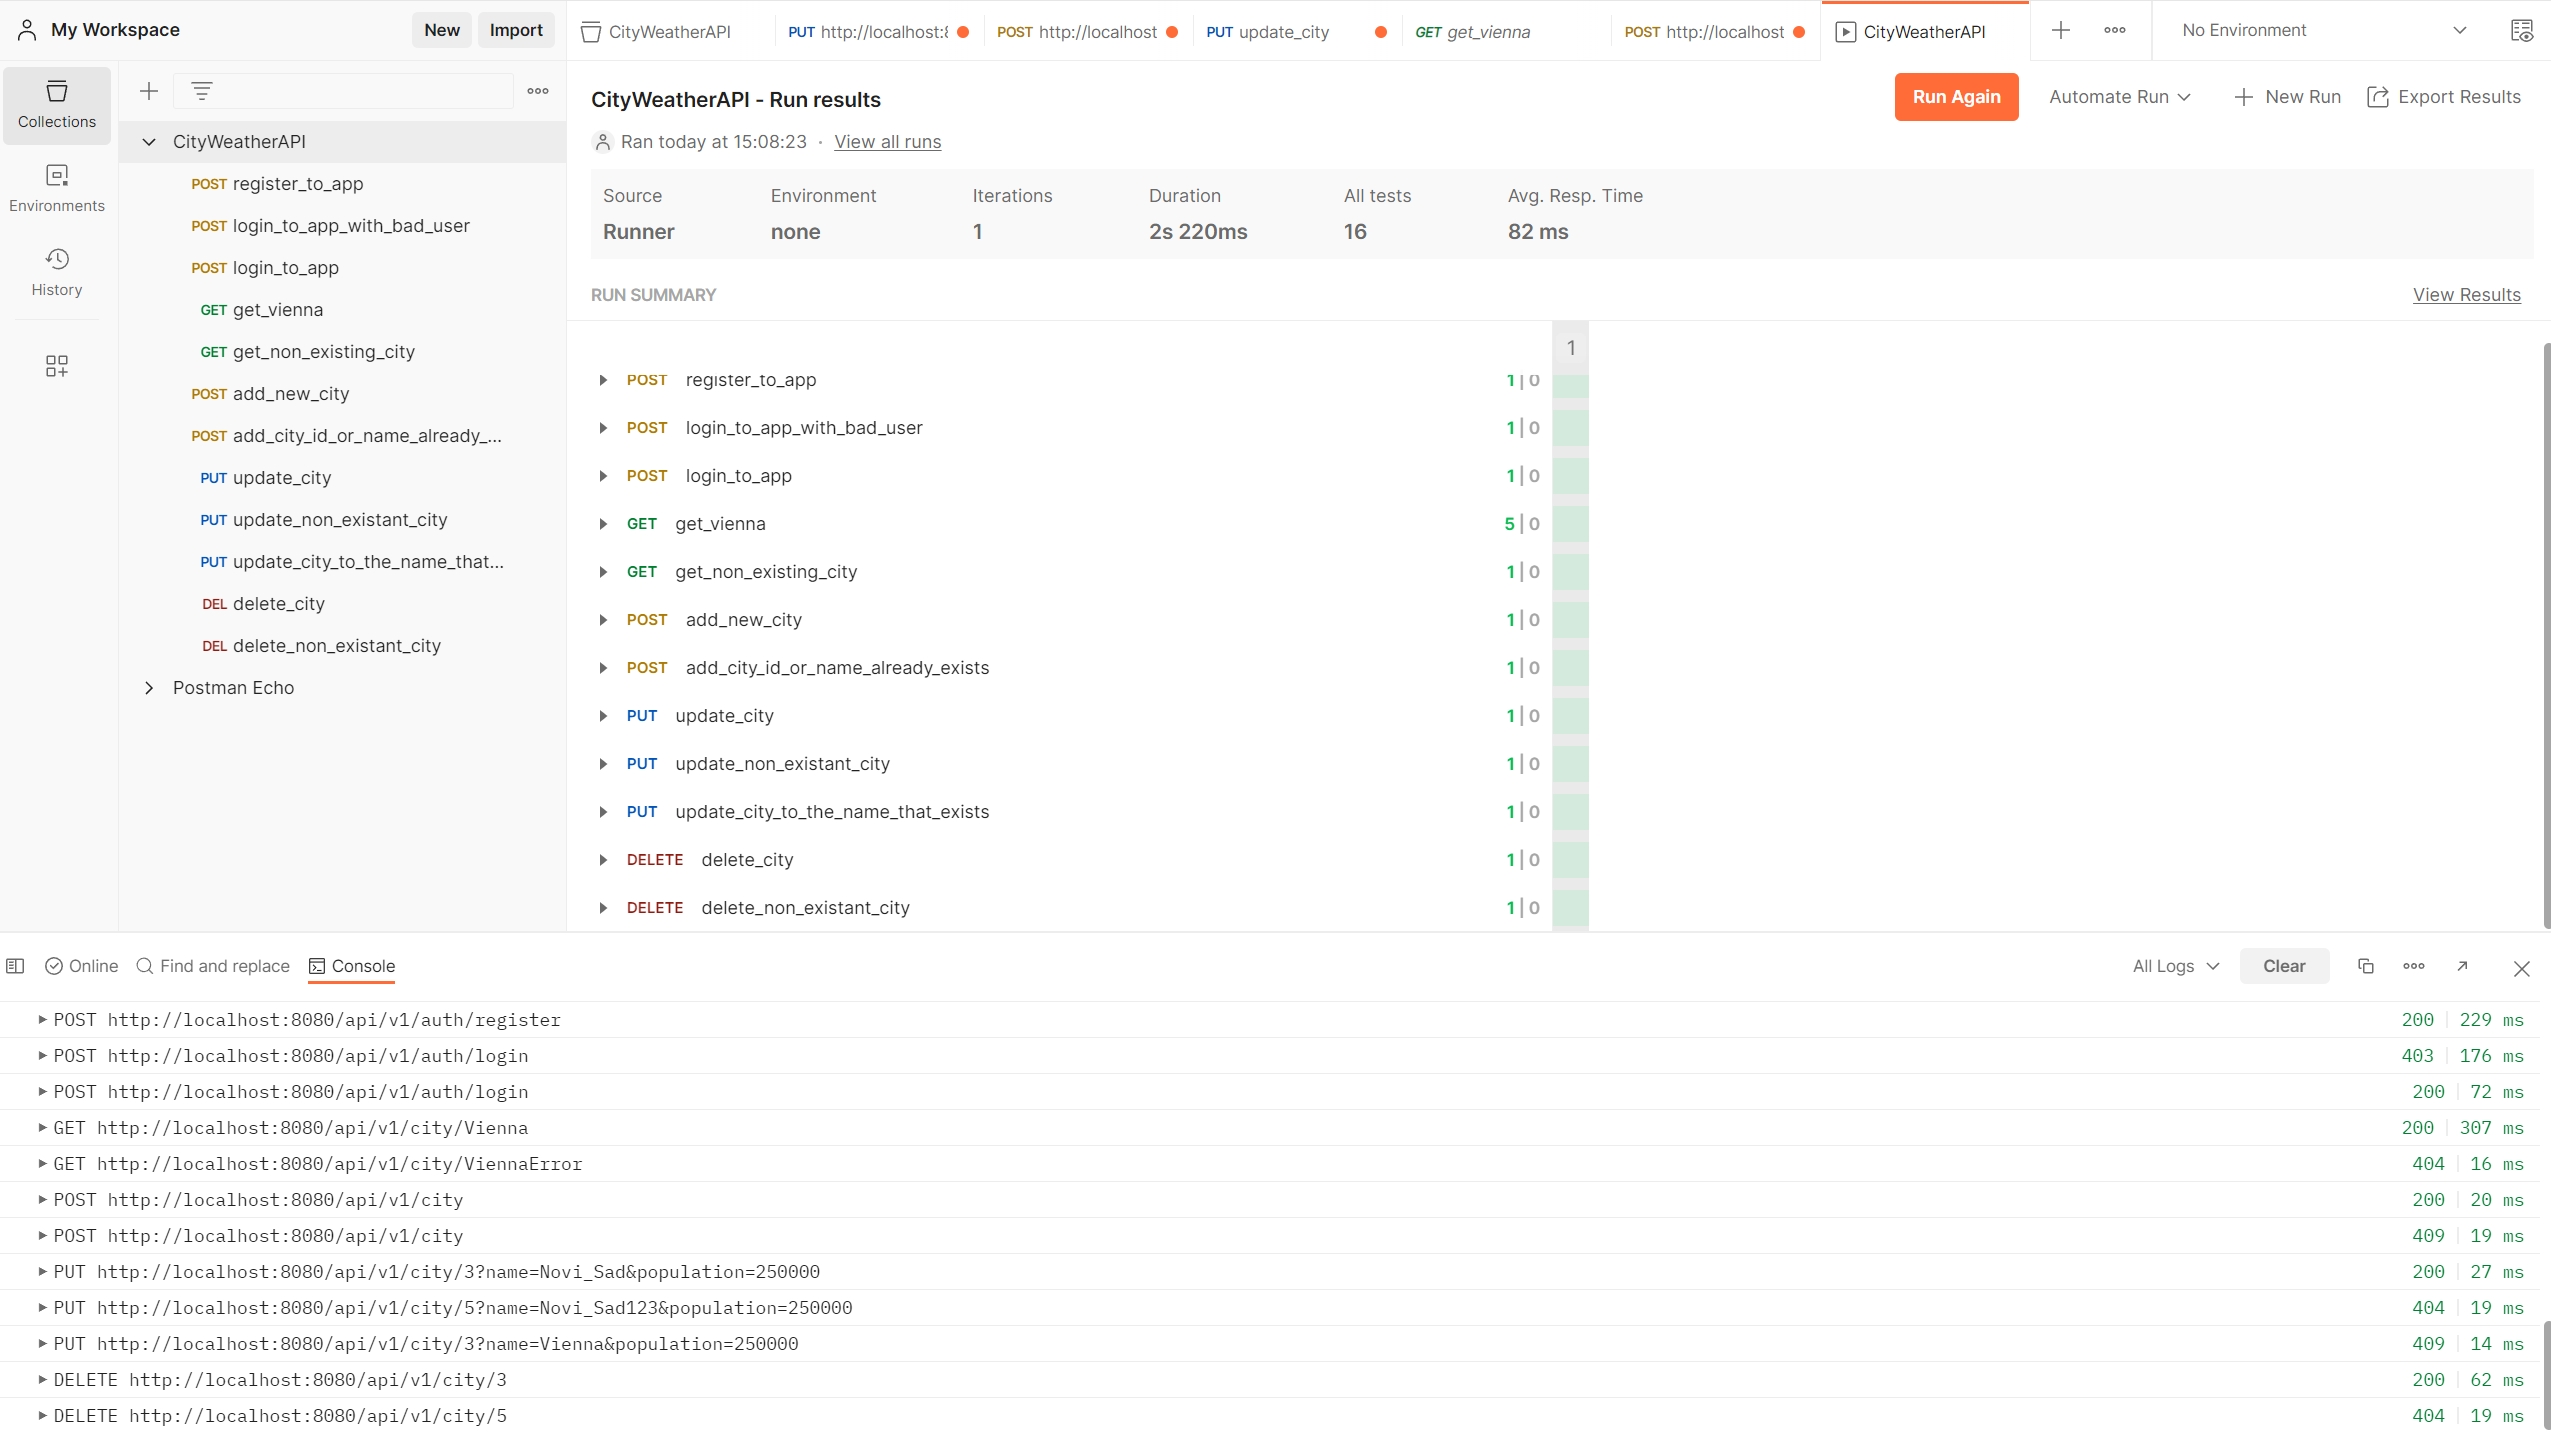 My Workspace
New
Import
CityWeatherAPI
PUT http://localhost:8
POST http://localhost
PUT update_city
GET get_vienna
POST http://localhost
CityWeatherAPI
No Environment
Collections
Environments
History
CityWeatherAPI
POST register_to_app
POST login_to_app_with_bad_user
POST login_to_app
GET get_vienna
GET get_non_existing_city
POST add_new_city
POST add_city_id_or_name_already_...
PUT update_city
PUT update_non_existant_city
PUT update_city_to_the_name_that...
DEL delete_city
DEL delete_non_existant_city
Postman Echo
CityWeatherAPI - Run results
Run Again
Automate Run
New Run
Export Results
Ran today at 15:08:23 · View all runs
Source Environment Iterations Duration All tests Avg. Resp. Time
Runner none 1 2s 220ms 16 82 ms
RUN SUMMARY
View Results
1
POST register_to_app 1 | 0
POST login_to_app_with_bad_user 1 | 0
POST login_to_app 1 | 0
GET get_vienna 5 | 0
GET get_non_existing_city 1 | 0
POST add_new_city 1 | 0
POST add_city_id_or_name_already_exists 1 | 0
PUT update_city 1 | 0
PUT update_non_existant_city 1 | 0
PUT update_city_to_the_name_that_exists 1 | 0
DELETE delete_city 1 | 0
DELETE delete_non_existant_city 1 | 0
Online
Find and replace
Console
All Logs
Clear
POST http://localhost:8080/api/v1/auth/register 200 | 229 ms
POST http://localhost:8080/api/v1/auth/login 403 | 176 ms
POST http://localhost:8080/api/v1/auth/login 200 | 72 ms
GET http://localhost:8080/api/v1/city/Vienna 200 | 307 ms
GET http://localhost:8080/api/v1/city/ViennaError 404 | 16 ms
POST http://localhost:8080/api/v1/city 200 | 20 ms
POST http://localhost:8080/api/v1/city 409 | 19 ms
PUT http://localhost:8080/api/v1/city/3?name=Novi_Sad&population=250000 200 | 27 ms
PUT http://localhost:8080/api/v1/city/5?name=Novi_Sad123&population=250000 404 | 19 ms
PUT http://localhost:8080/api/v1/city/3?name=Vienna&population=250000 409 | 14 ms
DELETE http://localhost:8080/api/v1/city/3 200 | 62 ms
DELETE http://localhost:8080/api/v1/city/5 404 | 19 ms